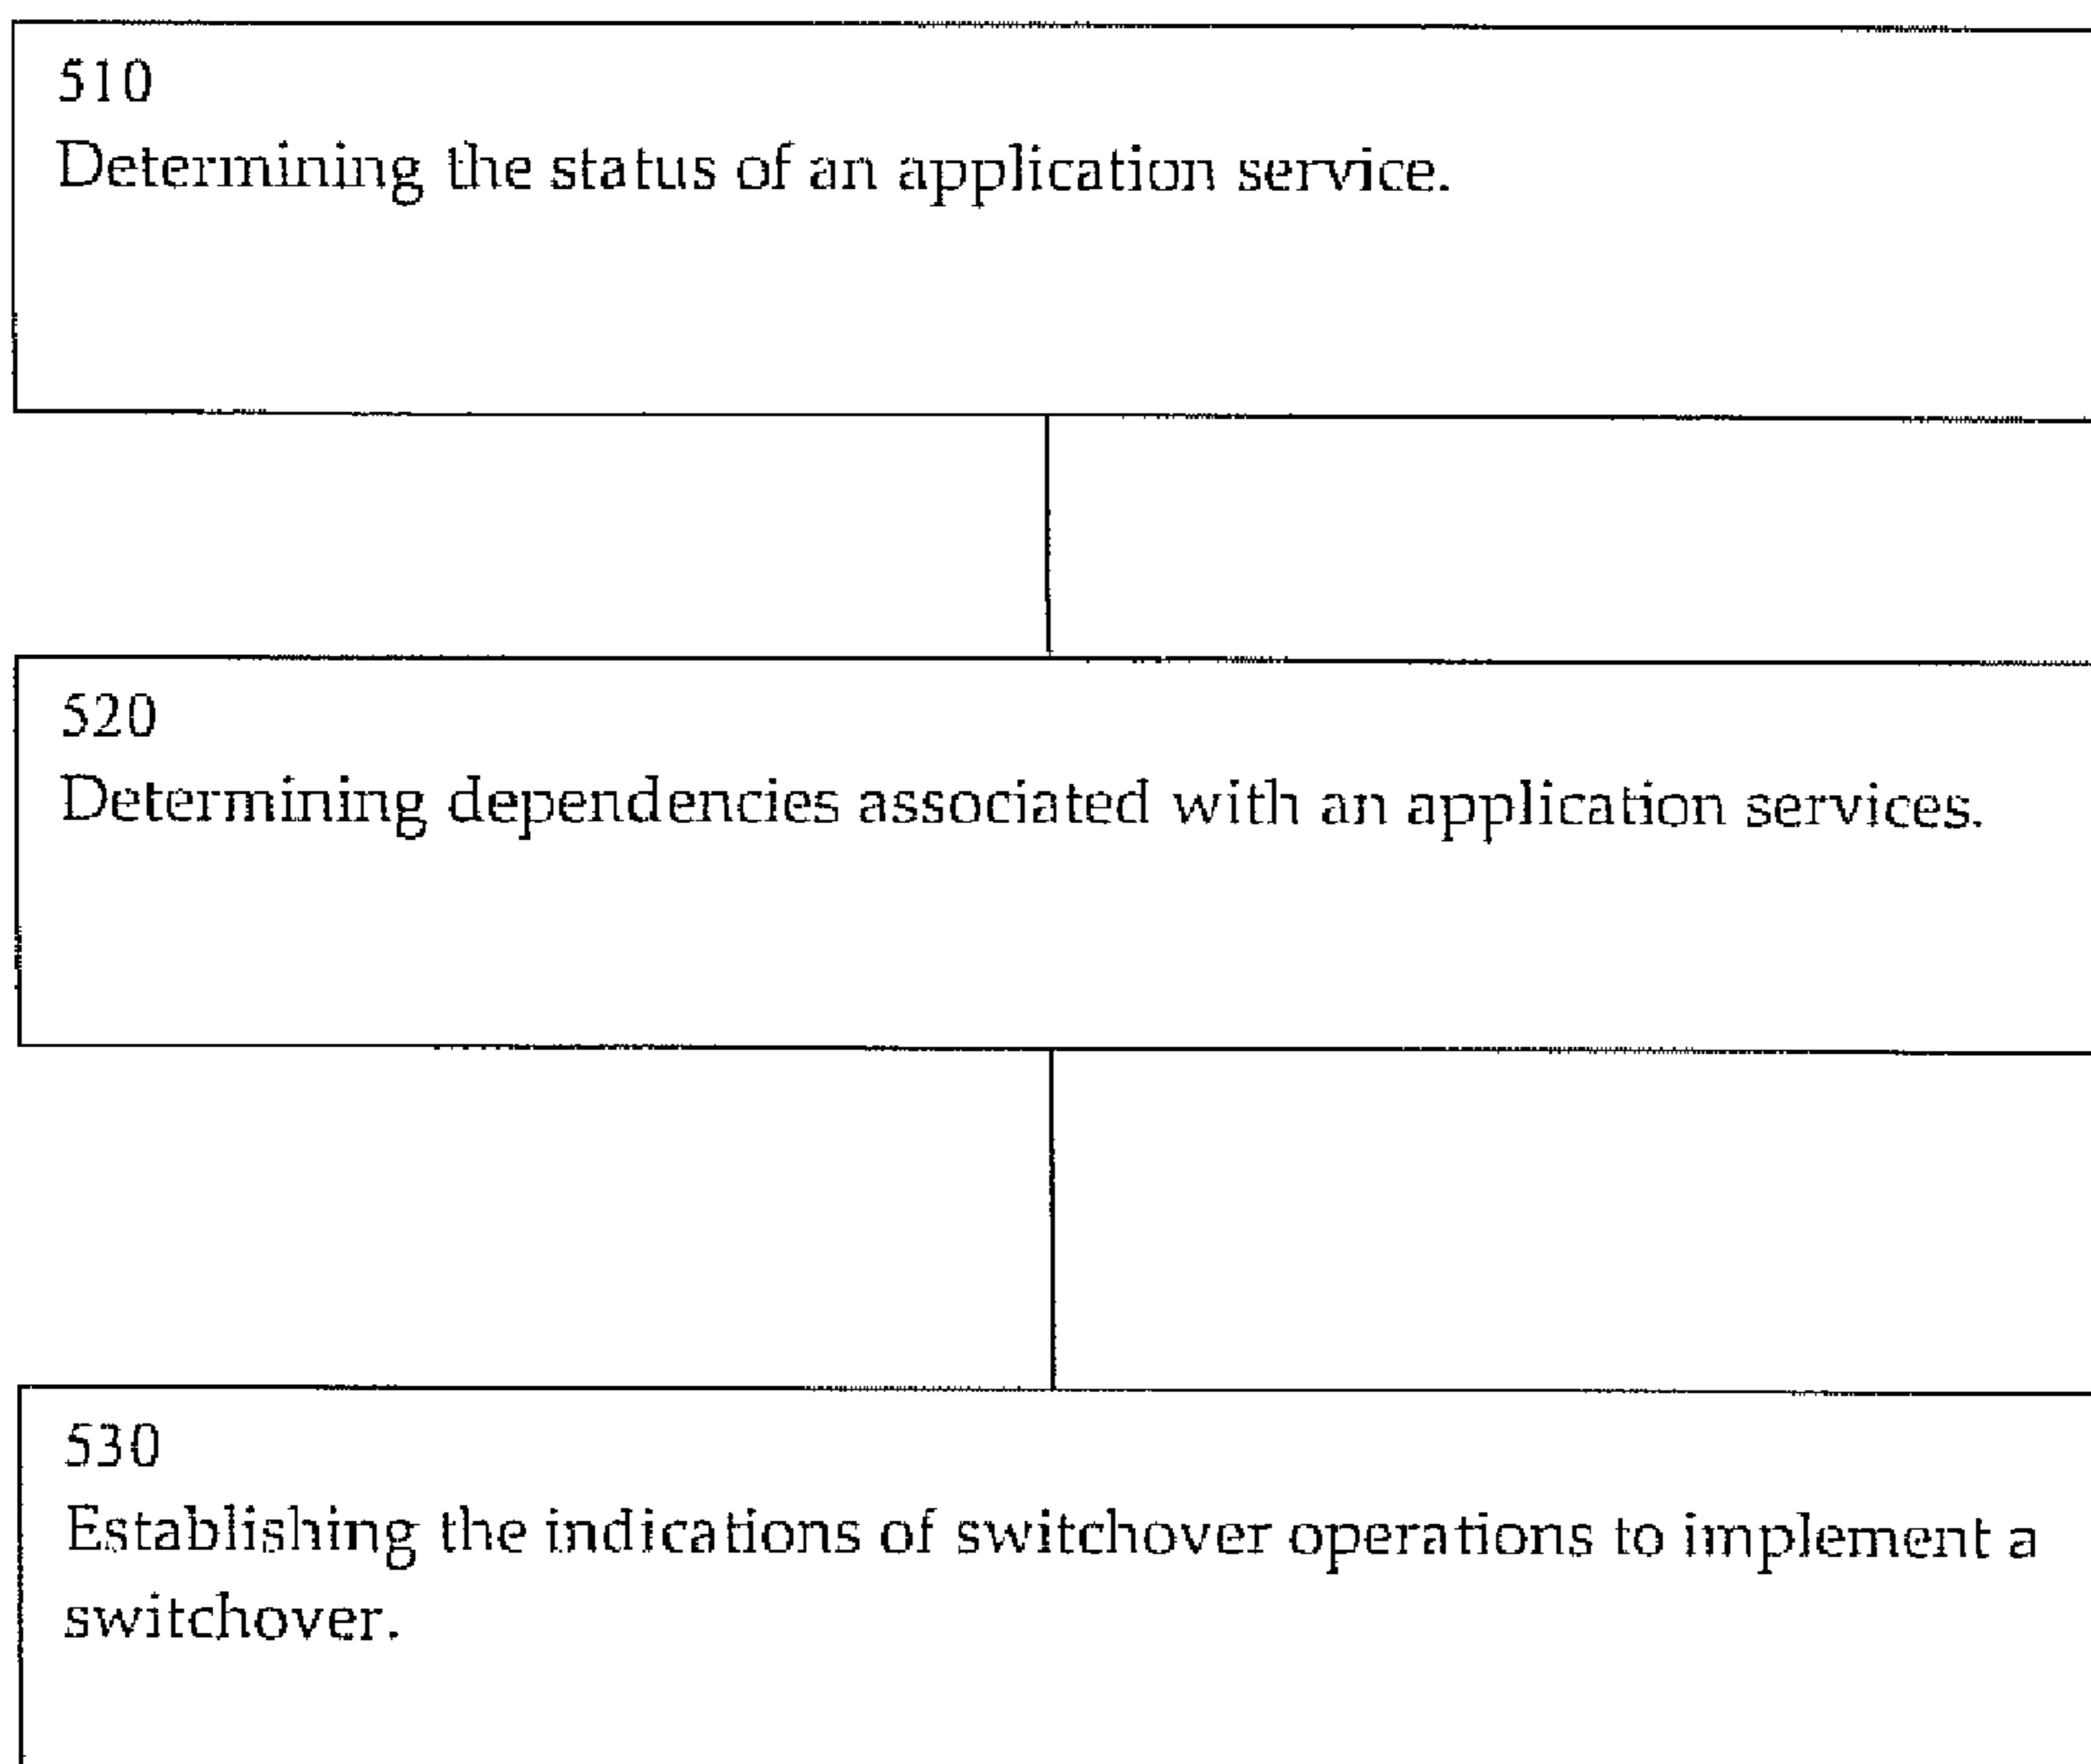 510
Determining the status of an application service.
520
Determining dependencies associated with an application services.
530
Establishing the indications of switchover operations to implement a
switchover.